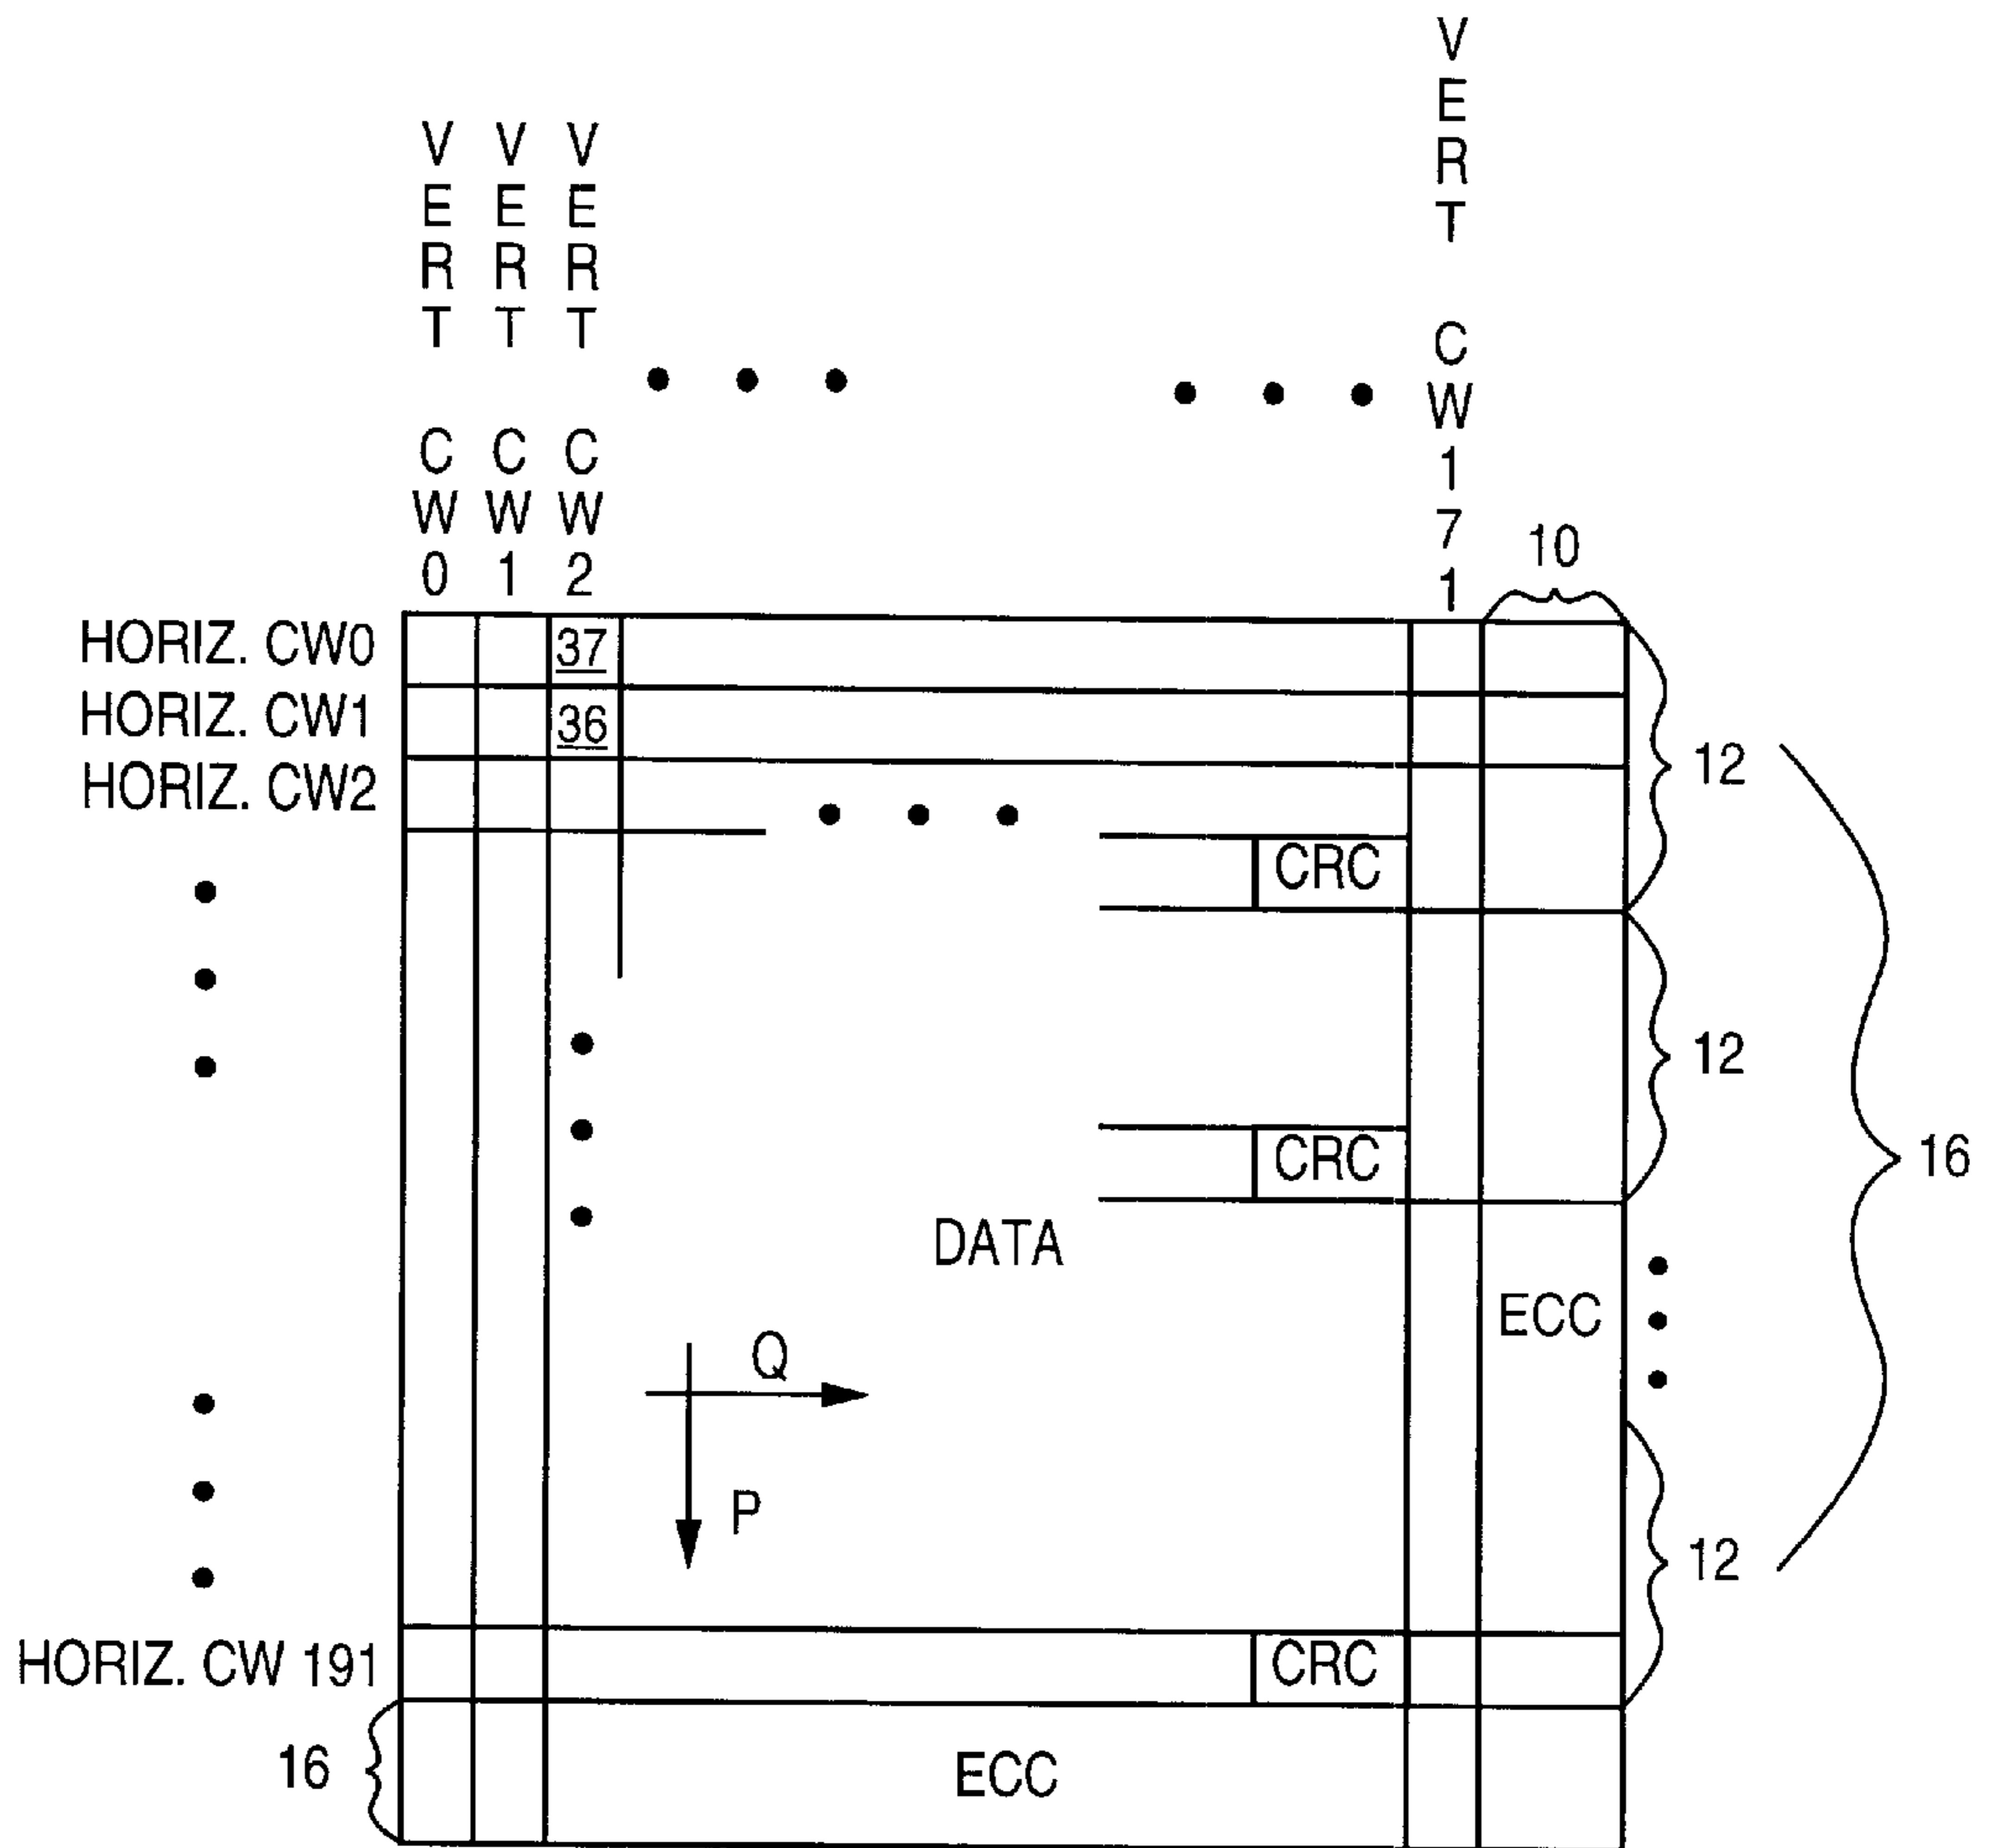 VERT CW0
VERT CW1
VERT CW2
VERT CW171
10
HORIZ. CW0
37
HORIZ. CW1
36
12
HORIZ. CW2
CRC
12
CRC
16
DATA
ECC
Q
P
12
HORIZ. CW 191
CRC
16
ECC